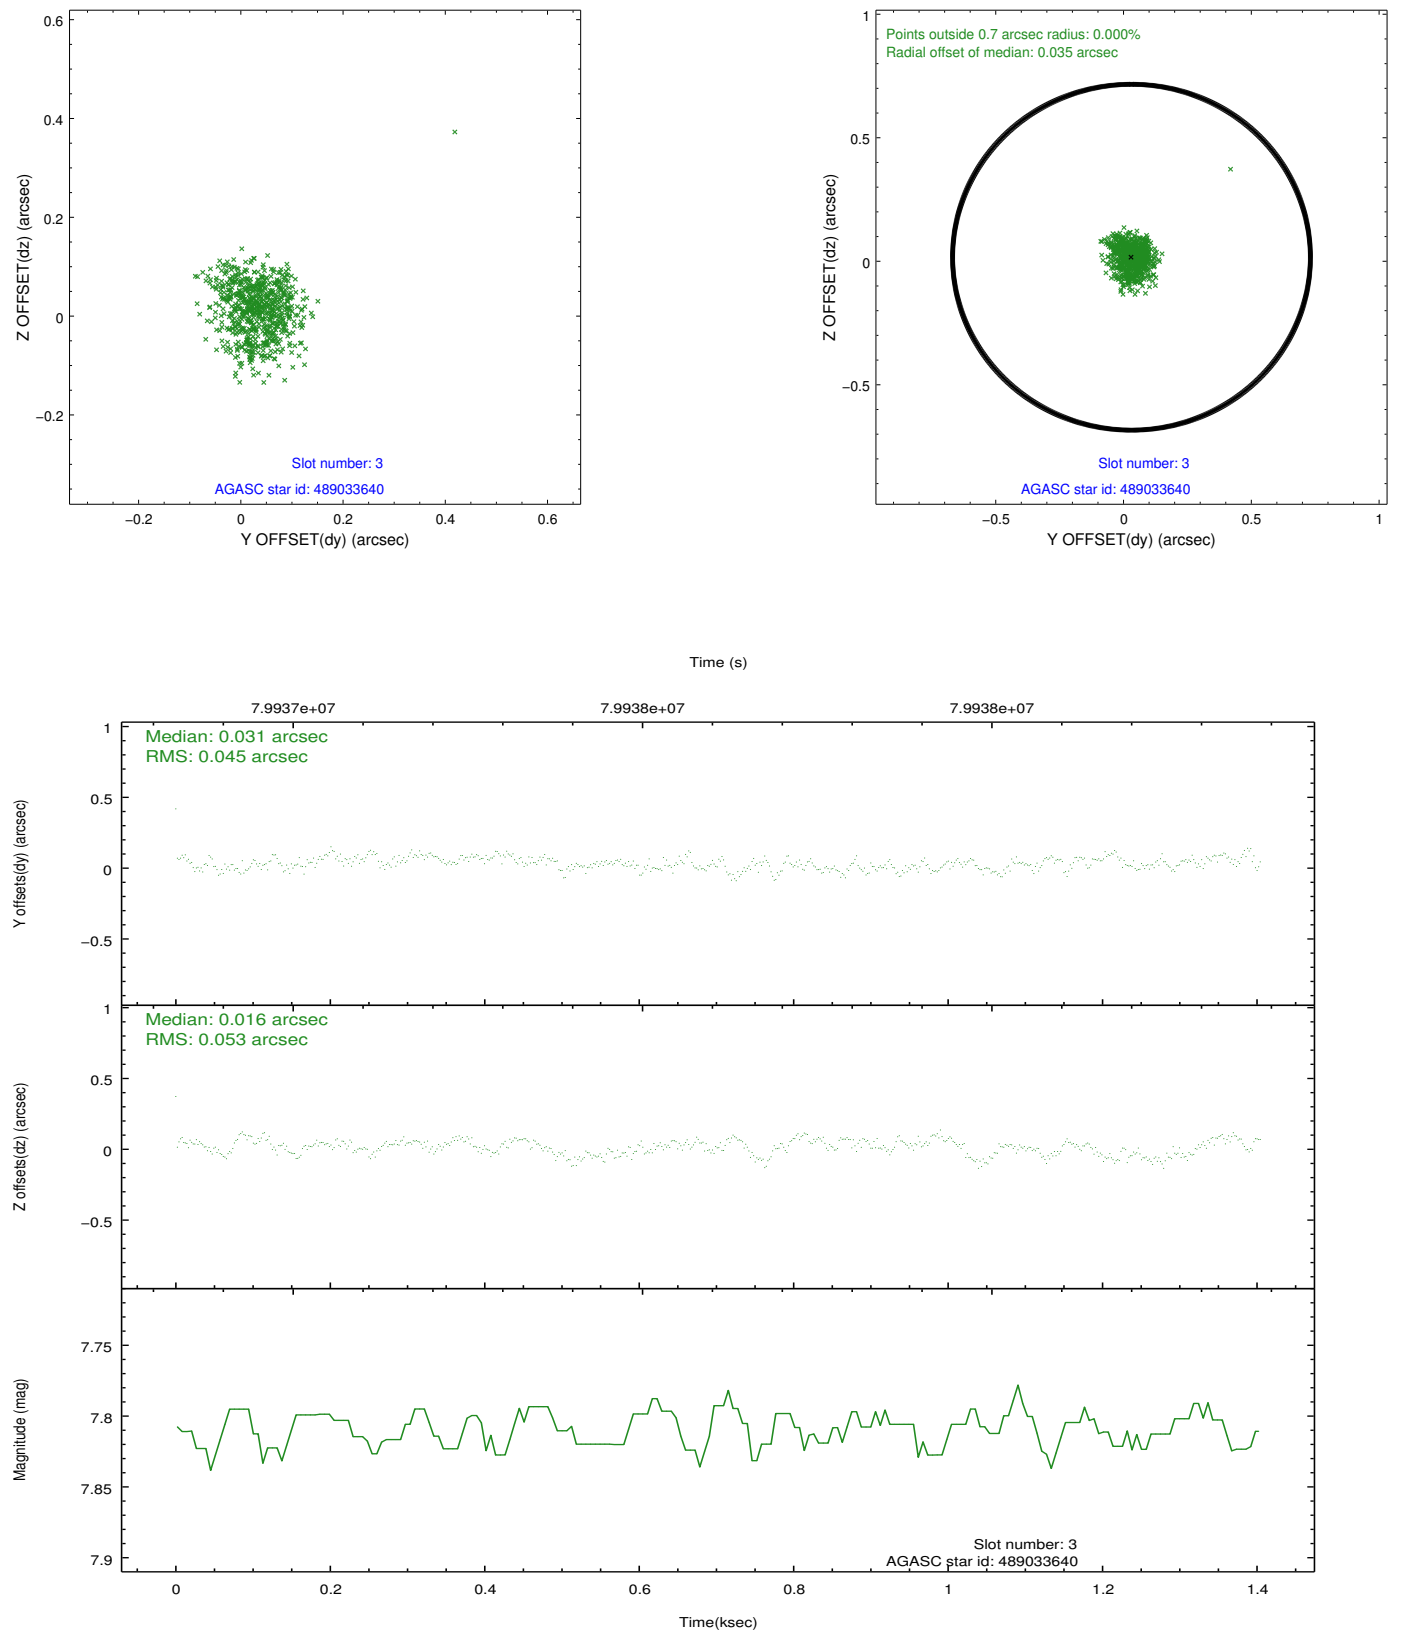 0.6
0.4
0.2
0
−0.2
Z OFFSET(dz) (arcsec)
Slot number: 3
AGASC star id: 489033640
−0.2 0 0.2 0.4 0.6
Y OFFSET(dy) (arcsec)
Points outside 0.7 arcsec radius: 0.000%
Radial offset of median: 0.035 arcsec
1
0.5
0
−0.5
Z OFFSET(dz) (arcsec)
Slot number: 3
AGASC star id: 489033640
−0.5 0 0.5 1
Y OFFSET(dy) (arcsec)
Time (s)
7.9937e+07 7.9938e+07 7.9938e+07
Median: 0.031 arcsec
RMS: 0.045 arcsec
1
0.5
0
−0.5
Y offsets(dy) (arcsec)
Median: 0.016 arcsec
RMS: 0.053 arcsec
1
0.5
0
−0.5
Z offsets(dz) (arcsec)
7.75
7.8
7.85
7.9
Magnitude (mag)
Slot number: 3
AGASC star id: 489033640
0 0.2 0.4 0.6 0.8 1 1.2 1.4
Time(ksec)